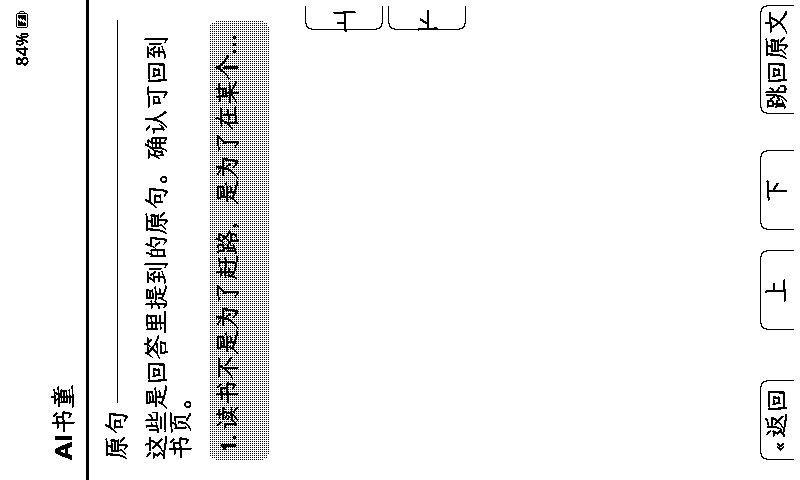 84%
AI书童
原句
这些是回答里提到的原句。确认可回到
书页。
1. 读书不是为了赶路，是为了在某个…
上
下
«返回
上
下
跳回原文